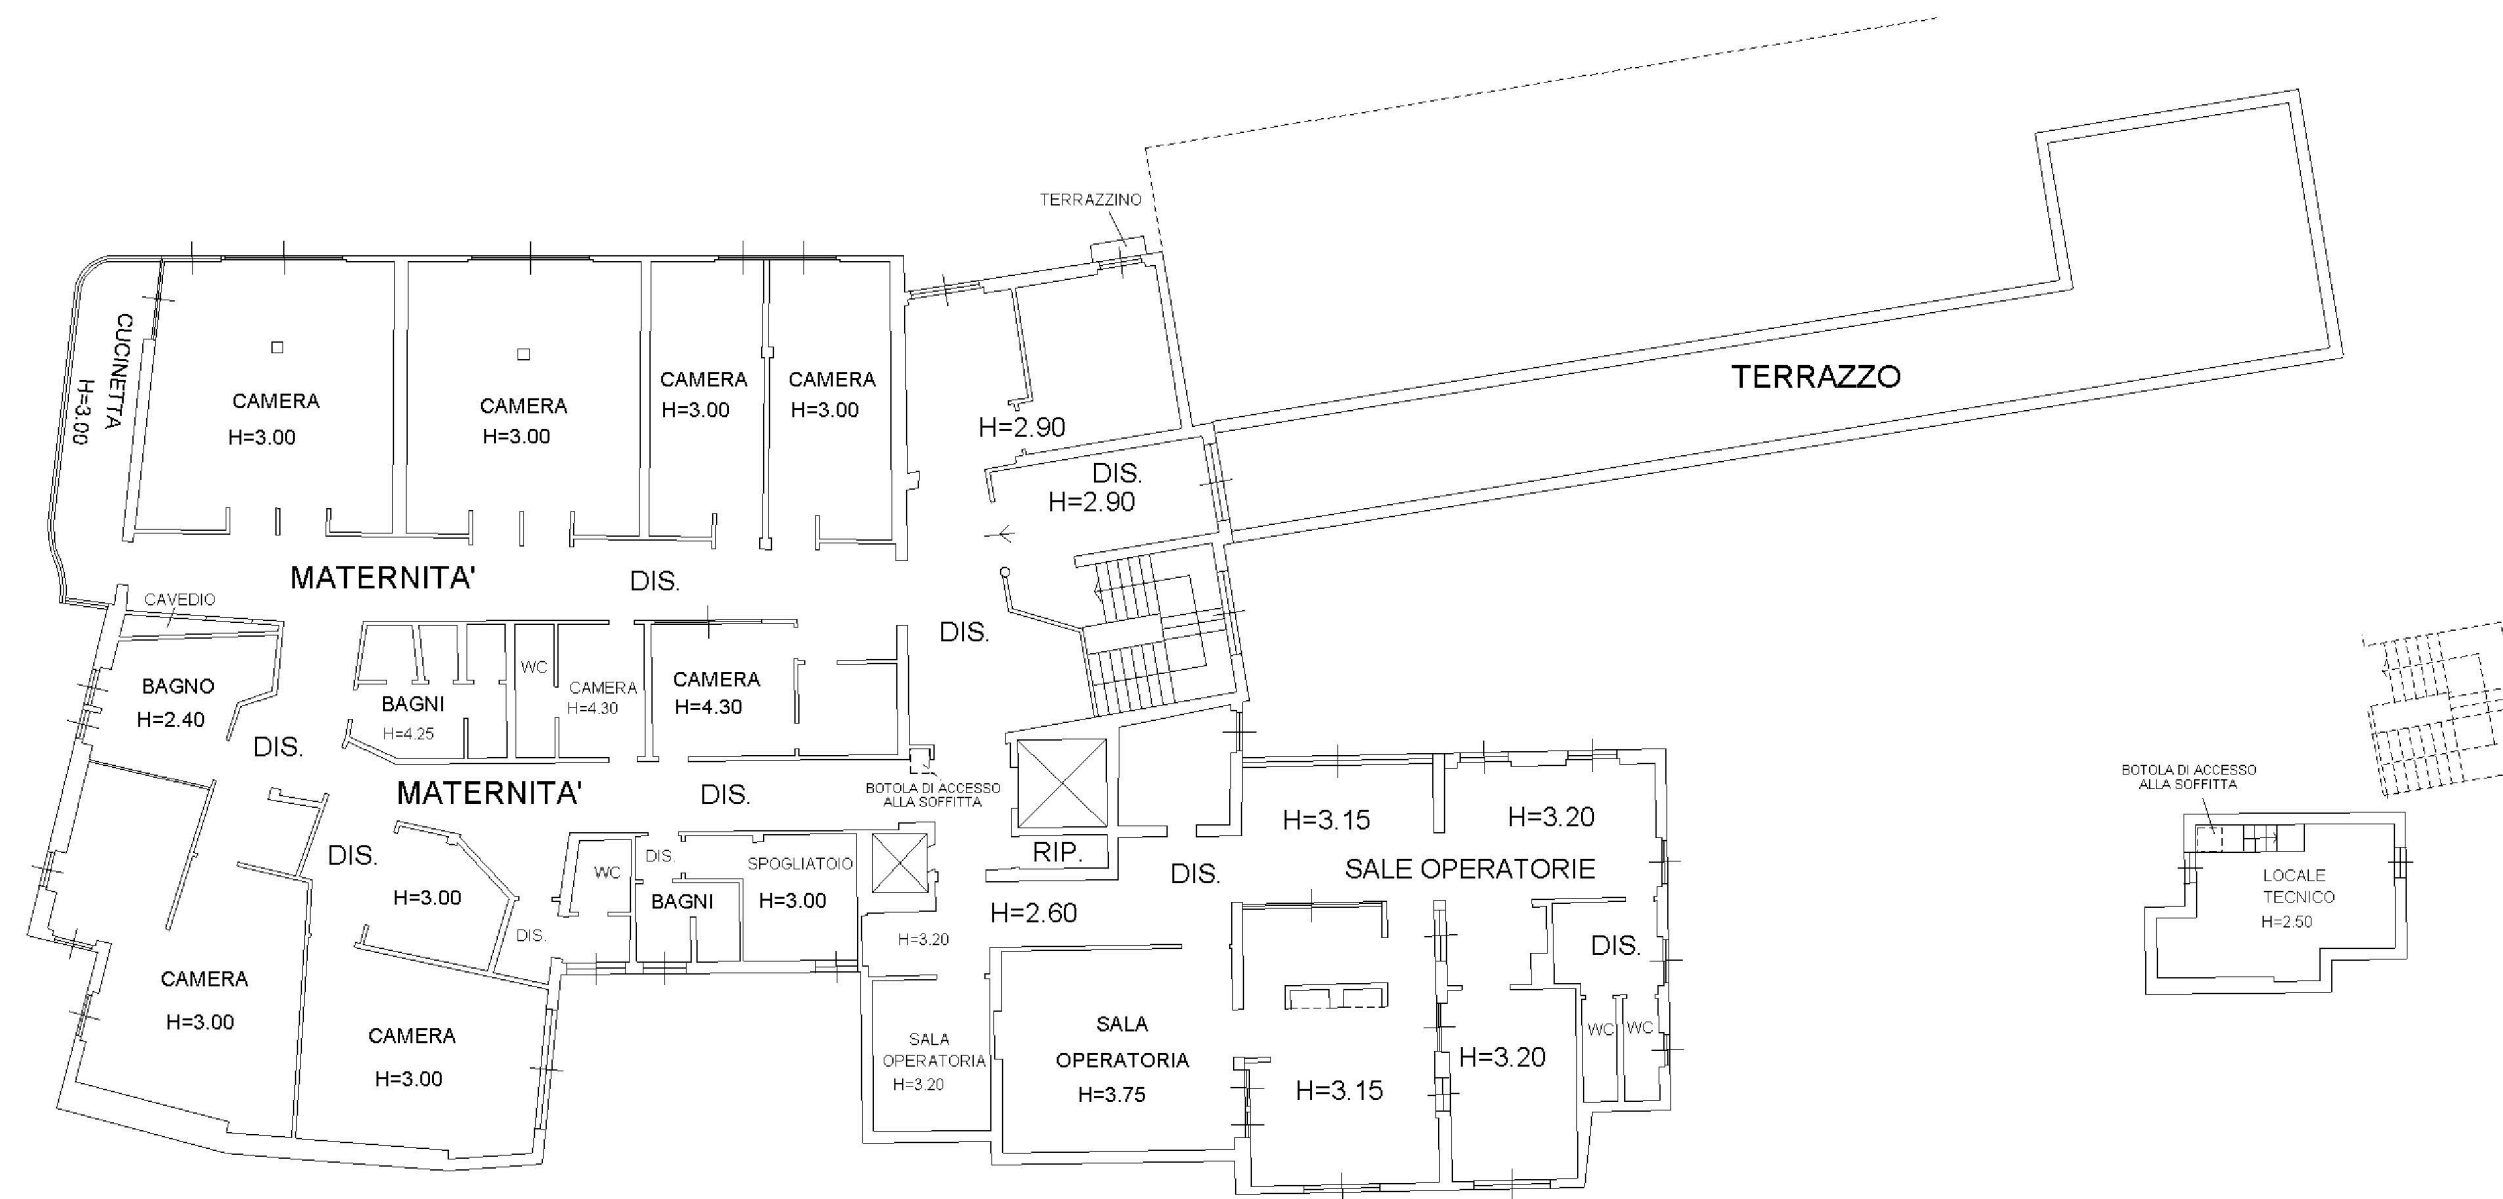 TERRAZZINO
TERRAZZO
CUCINETTA
H=3.00
CAMERA
H=3.00
CAMERA
H=3.00
CAMERA
H=3.00
CAMERA
H=3.00
H=2.90
DIS.
H=2.90
MATERNITA'
DIS.
CAVEDIO
DIS.
BAGNO
H=2.40
DIS.
BAGNI
H=4.25
WC
CAMERA
H=4.30
CAMERA
H=4.30
MATERNITA'
DIS.
BOTOLA DI ACCESSO
ALLA SOFFITTA
BOTOLA DI ACCESSO
ALLA SOFFITTA
H=3.15
H=3.20
RIP.
DIS.
SALE OPERATORIE
DIS.
H=3.00
WC
DIS.
BAGNI
SPOGLIATOIO
H=3.00
DIS.
H=2.60
H=3.20
DIS.
LOCALE
TECNICO
H=2.50
CAMERA
H=3.00
CAMERA
H=3.00
SALA
OPERATORIA
H=3.20
SALA
OPERATORIA
H=3.75
H=3.15
H=3.20
WC
WC